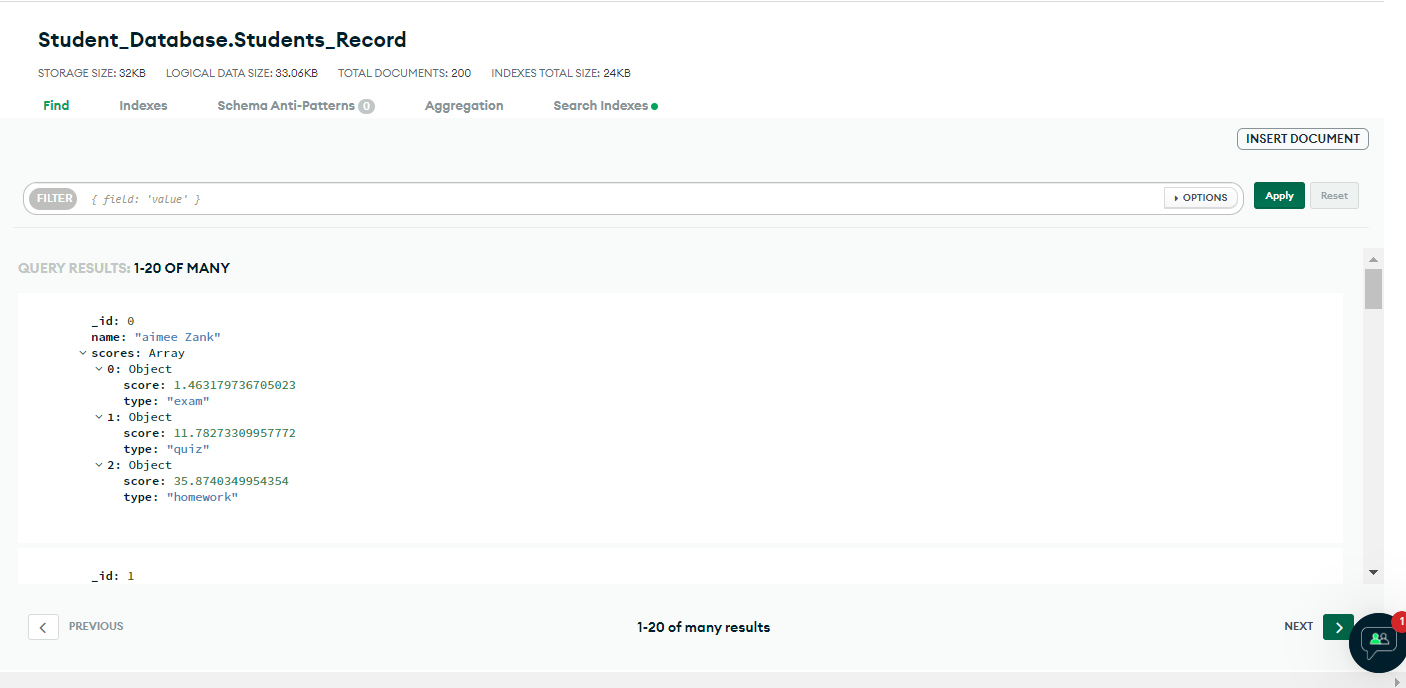 Student_Database.Students_Record
STORAGE SIZE: 32KB LOGICAL DATA SIZE: 33.06KB TOTAL DOCUMENTS: 200 INDEXES TOTAL SIZE: 24KB
Find Indexes Schema Anti-Patterns 0 Aggregation Search Indexes
INSERT DOCUMENT
FILTER { field: 'value' } OPTIONS Apply Reset
QUERY RESULTS: 1-20 OF MANY
_id: 0
name: "aimee Zank"
scores: Array
0: Object
score: 1.463179736705023
type: "exam"
1: Object
score: 11.78273309957772
type: "quiz"
2: Object
score: 35.8740349954354
type: "homework"
_id: 1
PREVIOUS 1-20 of many results NEXT
1